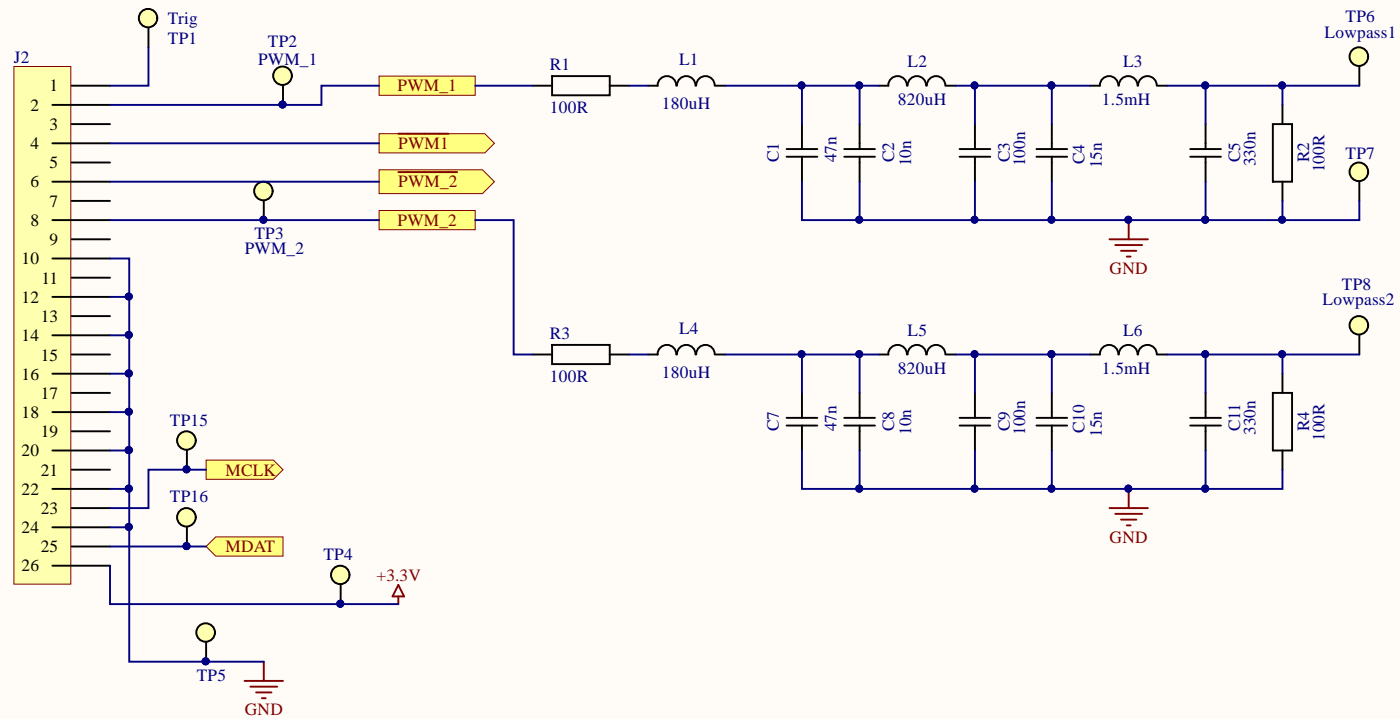 Trig
TP1
J2
1
2
3
4
5
6
7
8
9
10
11
12
13
14
15
16
17
18
19
20
21
22
23
24
25
26
TP2
PWM_1
PWM_1
PWM1
PWM_2
PWM_2
TP3
PWM_2
R1
100R
L1
180uH
C1
47n
C2
10n
L2
820uH
C3
100n
C4
15n
L3
1.5mH
C5
330n
R2
100R
TP6
Lowpass1
TP7
GND
R3
100R
L4
180uH
C7
47n
C8
10n
L5
820uH
C9
100n
C10
15n
L6
1.5mH
C11
330n
R4
100R
TP8
Lowpass2
GND
TP15
MCLK
TP16
MDAT
TP4
+3.3V
TP5
GND